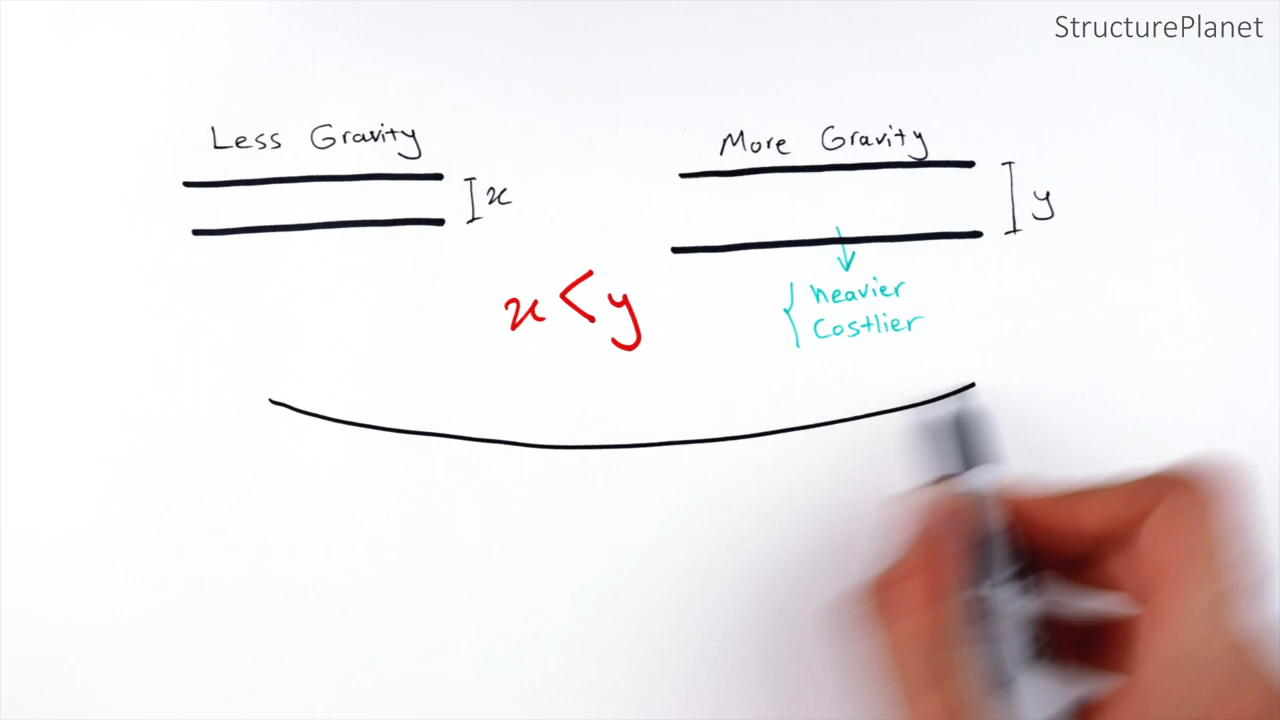 StructurePlanet
Less Gravity
x
More Gravity
y
x < y
heavier
Costlier